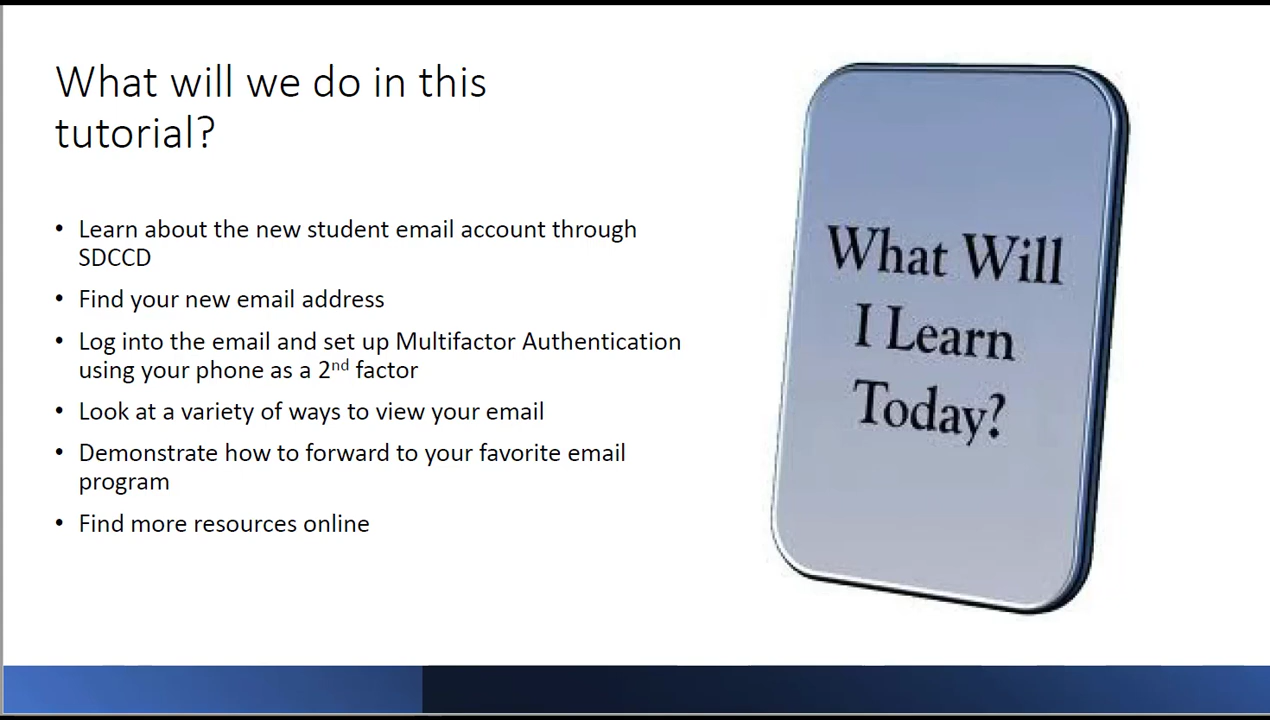 What will we do in this
tutorial?
• Learn about the new student email account through
SDCCD
• Find your new email address
• Log into the email and set up Multifactor Authentication
using your phone as a 2nd factor
• Look at a variety of ways to view your email
• Demonstrate how to forward to your favorite email
program
• Find more resources online
What Will
I Learn
Today?